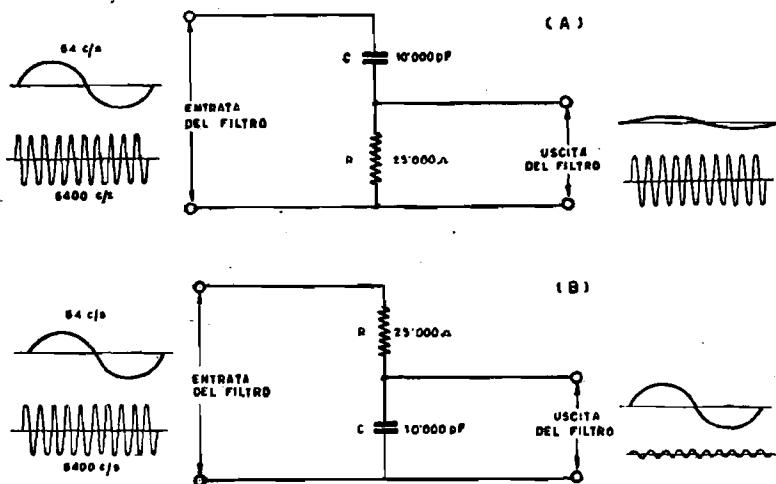 (A)
64 c/s
C 10'000 pF
ENTRATA
DEL FILTRO
R 25'000 Ω
USCITA
DEL FILTRO
6400 c/s
(B)
64 c/s
R 25'000 Ω
ENTRATA
DEL FILTRO
C 10'000 pF
USCITA
DEL FILTRO
6400 c/s